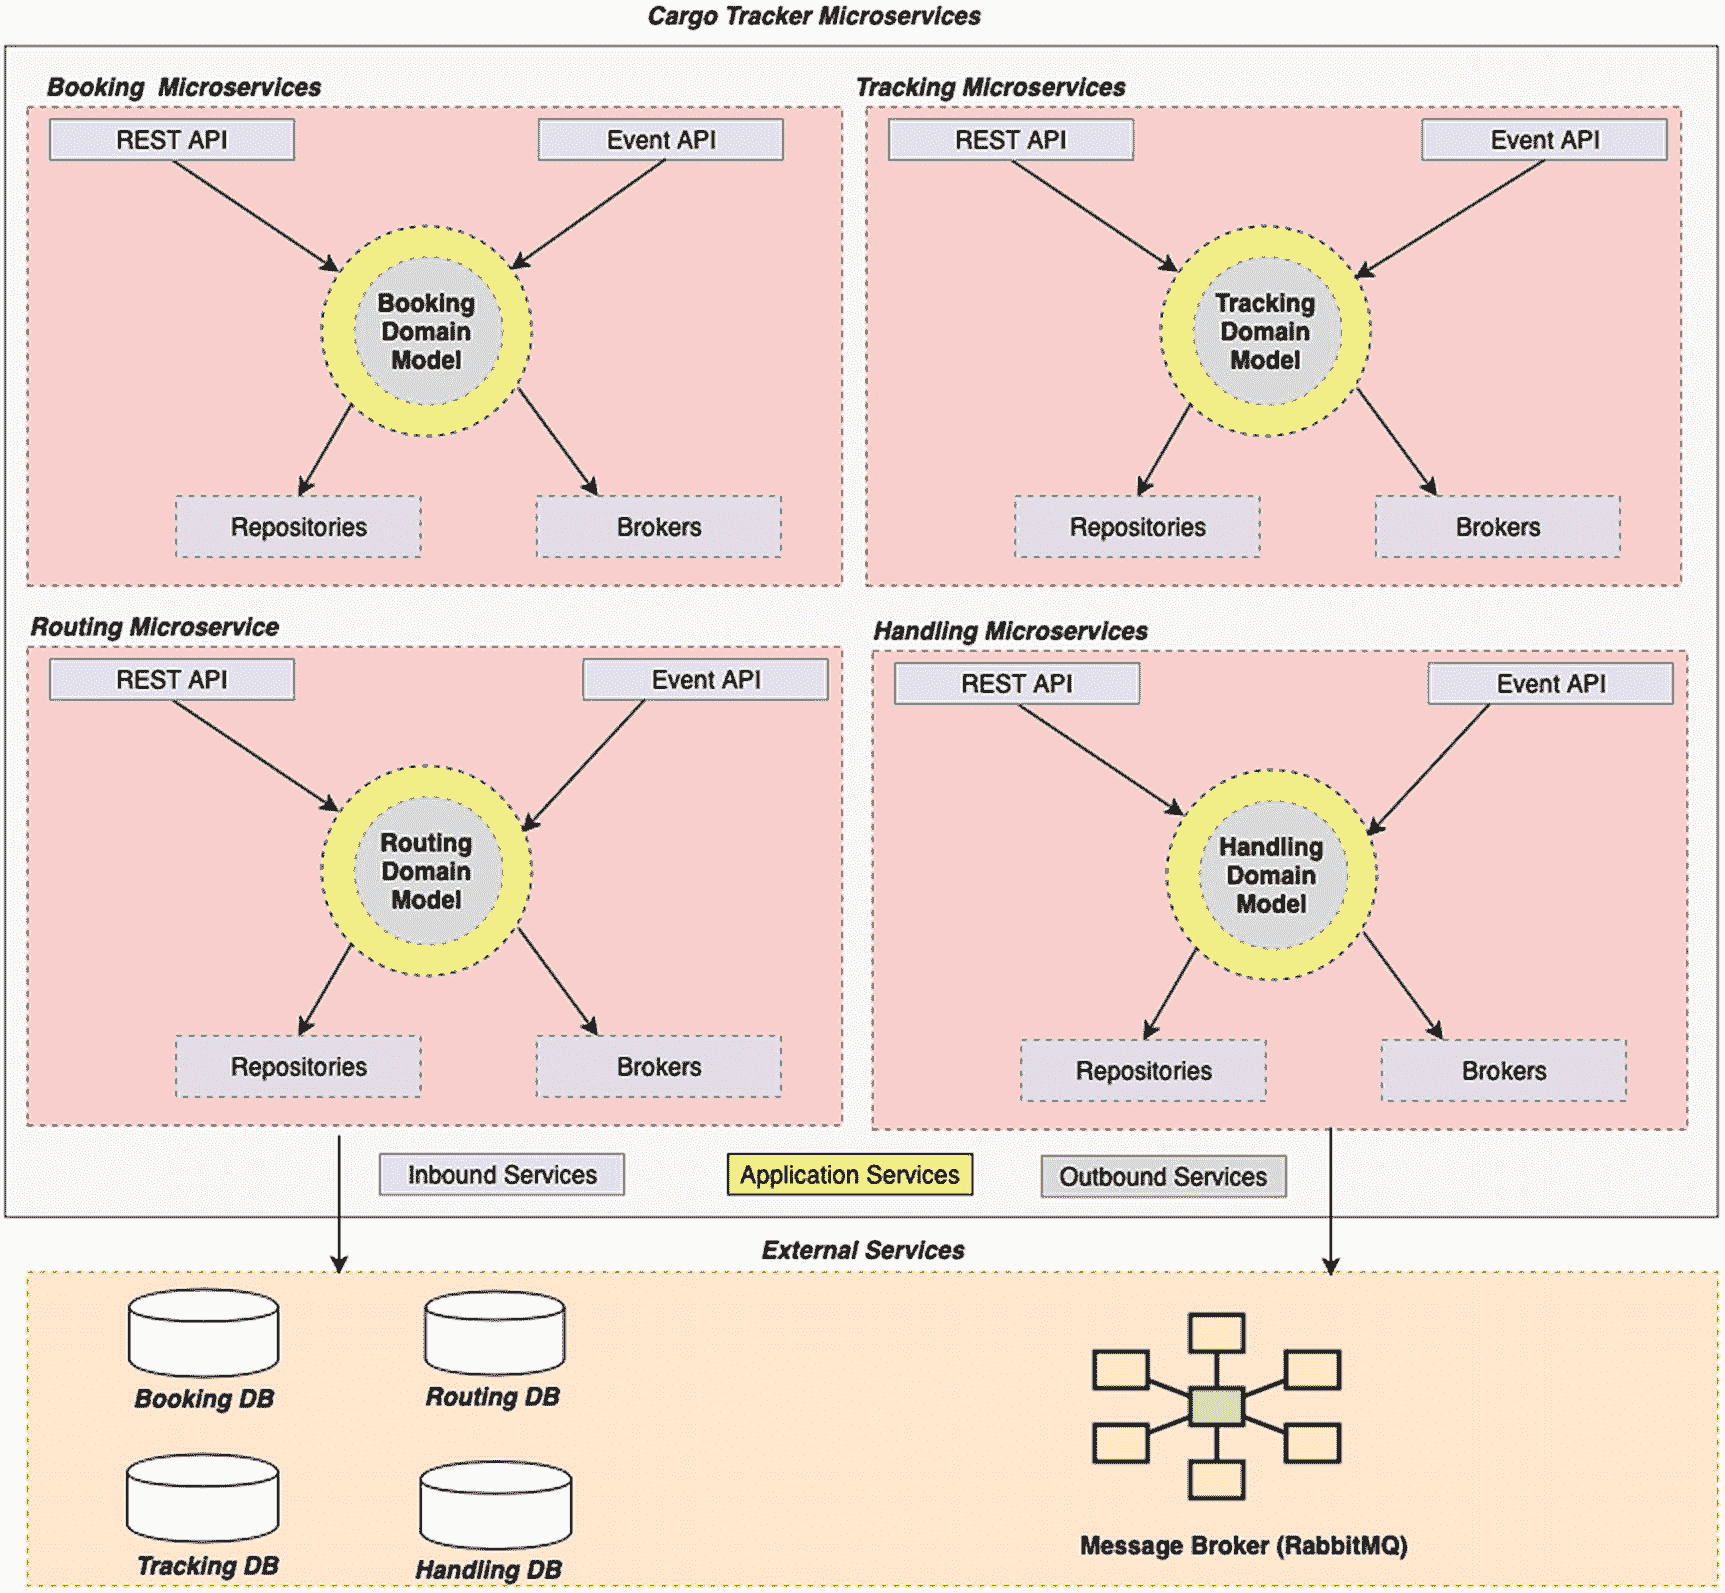 Cargo Tracker Microservices
Booking Microservices
Tracking Microservices
REST API
Event API
REST API
Event API
Booking
Domain
Model
Tracking
Domain
Model
Repositories
Brokers
Repositories
Brokers
Routing Microservice
Handling Microservices
REST API
Event API
REST API
Event API
Routing
Domain
Model
Handling
Domain
Model
Repositories
Brokers
Repositories
Brokers
Inbound Services
Application Services
Outbound Services
External Services
Booking DB
Routing DB
Tracking DB
Handling DB
Message Broker (RabbitMQ)